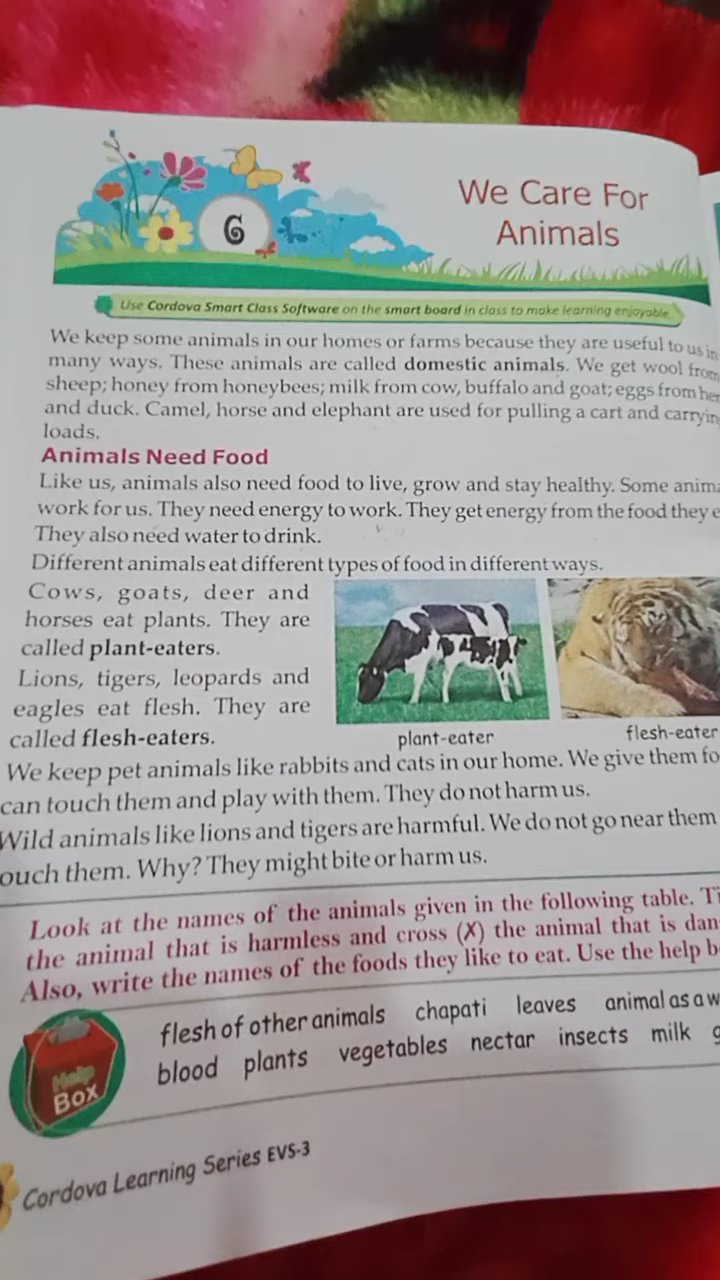 We Care For
Animals
6
Use Cordova Smart Class Software on the smart board in class to make learning enjoyable.
We keep some animals in our homes or farms because they are useful to us in
many ways. These animals are called domestic animals. We get wool from
sheep; honey from honeybees; milk from cow, buffalo and goat; eggs from
and duck. Camel, horse and elephant are used for pulling a cart and
loads.
Animals Need Food
Like us, animals also need food to live, grow and stay healthy. Some
work for us. They need energy to work. They get energy from the food they
They also need water to drink.
Different animals eat different types of food in different ways.
Cows, goats, deer and
horses eat plants. They are
called plant-eaters.
Lions, tigers, leopards and
eagles eat flesh. They are
called flesh-eaters.
plant-eater
flesh-eater
We keep pet animals like rabbits and cats in our home. We give them
can touch them and play with them. They do not harm us.
Wild animals like lions and tigers are harmful. We do not go near them
them. Why? They might bite or harm us.
Look at the names of the animals given in the following table.
the animal that is harmless and cross (✗) the animal that is
Also, write the names of the foods they like to eat. Use the help
Help
Box
flesh of other animals chapati leaves animal as a
blood plants vegetables nectar insects milk
Cordova Learning Series EVS-3